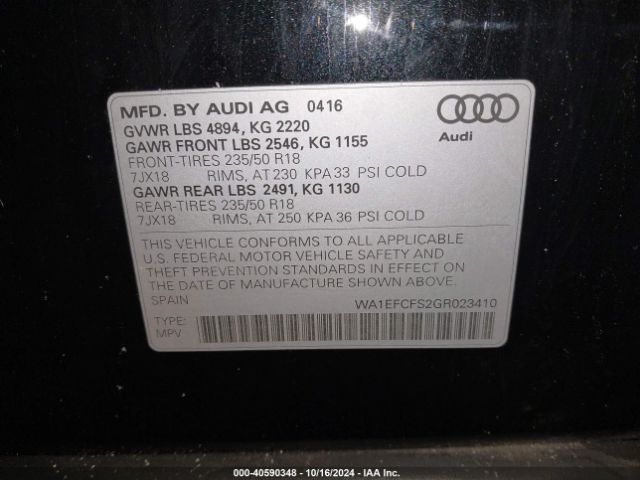 MFD. BY AUDI AG 0416
GVWR LBS 4894, KG 2220
GAWR FRONT LBS 2546, KG 1155
FRONT-TIRES 235/50 R18
7JX18 RIMS, AT 230 KPA 33 PSI COLD
GAWR REAR LBS 2491, KG 1130
REAR-TIRES 235/50 R18
7JX18 RIMS, AT 250 KPA 36 PSI COLD
Audi
THIS VEHICLE CONFORMS TO ALL APPLICABLE
U.S. FEDERAL MOTOR VEHICLE SAFETY AND
THEFT PREVENTION STANDARDS IN EFFECT ON
THE DATE OF MANUFACTURE SHOWN ABOVE.
SPAIN WA1EFCFS2GR023410
TYPE:
MPV
000-40590348 - 10/16/2024 - IAA Inc.